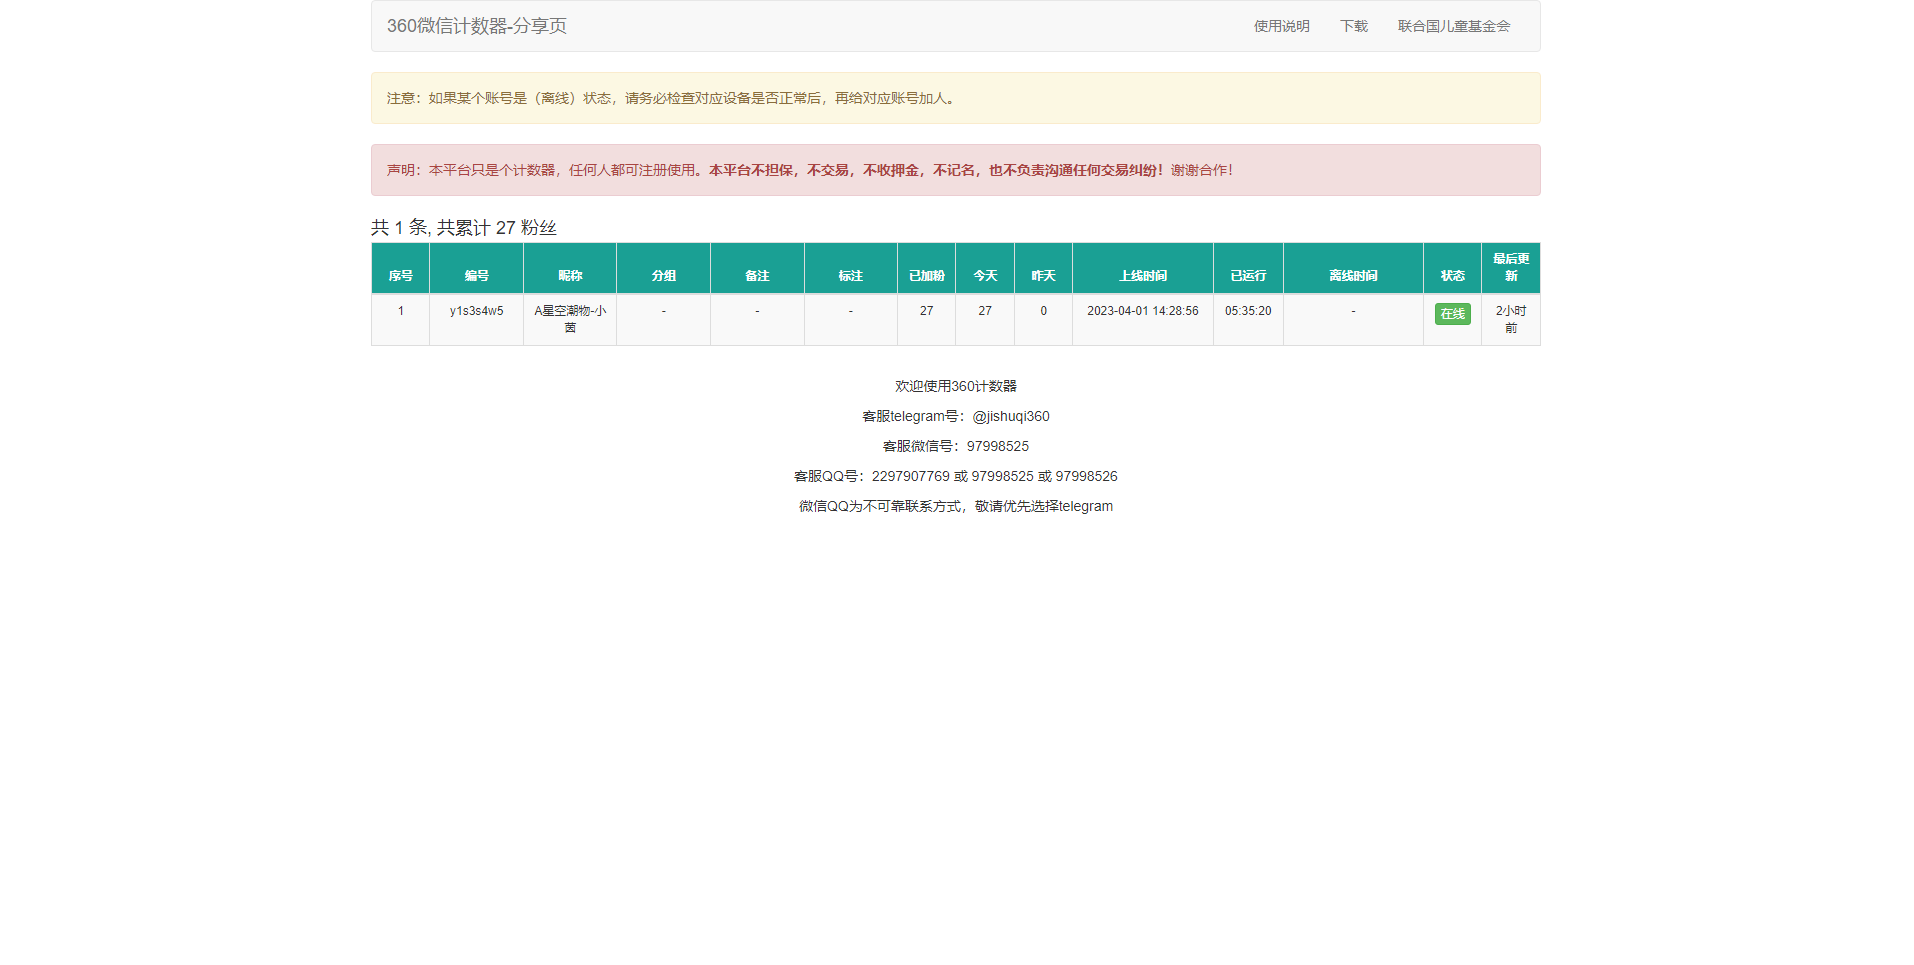 360微信计数器-分享页 使用说明 下载 联合国儿童基金会
注意：如果某个账号是（离线）状态，请务必检查对应设备是否正常后，再给对应账号加人。
声明：本平台只是个计数器，任何人都可注册使用。本平台不担保，不交易，不收押金，不记名，也不负责沟通任何交易纠纷！谢谢合作！
共 1 条, 共累计 27 粉丝
序号 编号 昵称 分组 备注 标注 已加粉 今天 昨天 上线时间 已运行 离线时间 状态 最后更新
1 y1s3s4w5 A星空潮物-小茵 - - - 27 27 0 2023-04-01 14:28:56 05:35:20 - 在线 2小时前
欢迎使用360计数器
客服telegram号：@jishuqi360
客服微信号：97998525
客服QQ号：2297907769 或 97998525 或 97998526
微信QQ为不可靠联系方式，敬请优先选择telegram